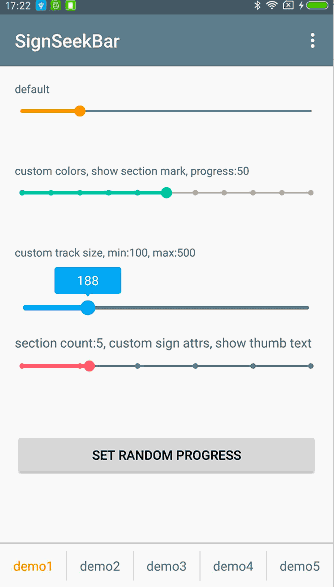 17:22
SignSeekBar
default
custom colors, show section mark, progress:50
custom track size, min:100, max:500
188
section count:5, custom sign attrs, show thumb text
SET RANDOM PROGRESS
demo1 demo2 demo3 demo4 demo5